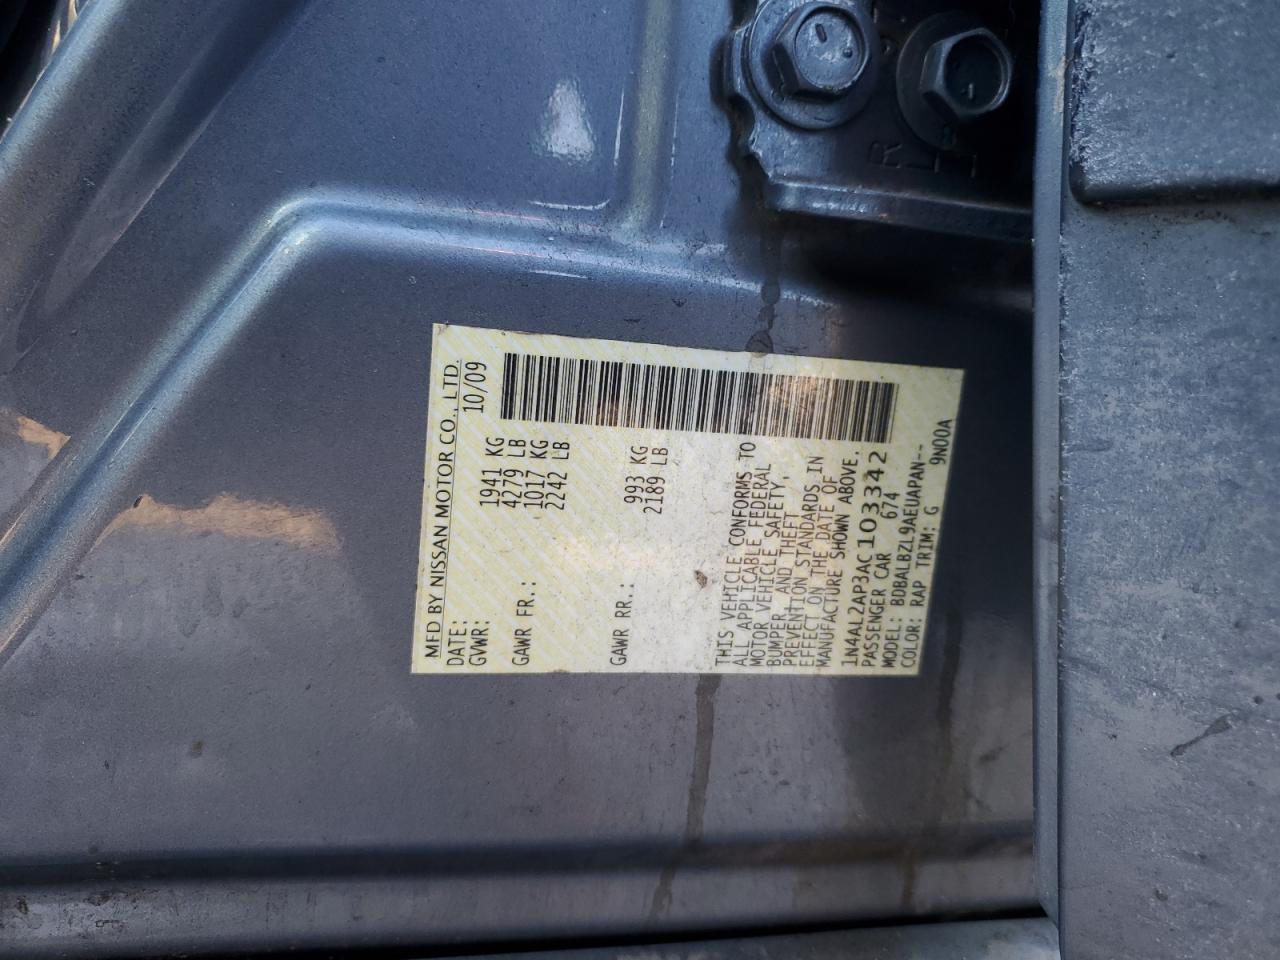 MFD BY NISSAN MOTOR CO., LTD.
DATE: 10/09
GVWR: 1941 KG
4279 LB
GAWR FR.: 1017 KG
2242 LB
GAWR RR.: 993 KG
2189 LB
THIS VEHICLE CONFORMS TO
ALL APPLICABLE FEDERAL
MOTOR VEHICLE SAFETY,
BUMPER, AND THEFT
PREVENTION STANDARDS IN
EFFECT ON THE DATE OF
MANUFACTURE SHOWN ABOVE.
1N4AL2AP3AC103342
PASSENGER CAR 674
MODEL: BDBALBZL9AEUAPAN--
COLOR: RAP TRIM: G 9N00A